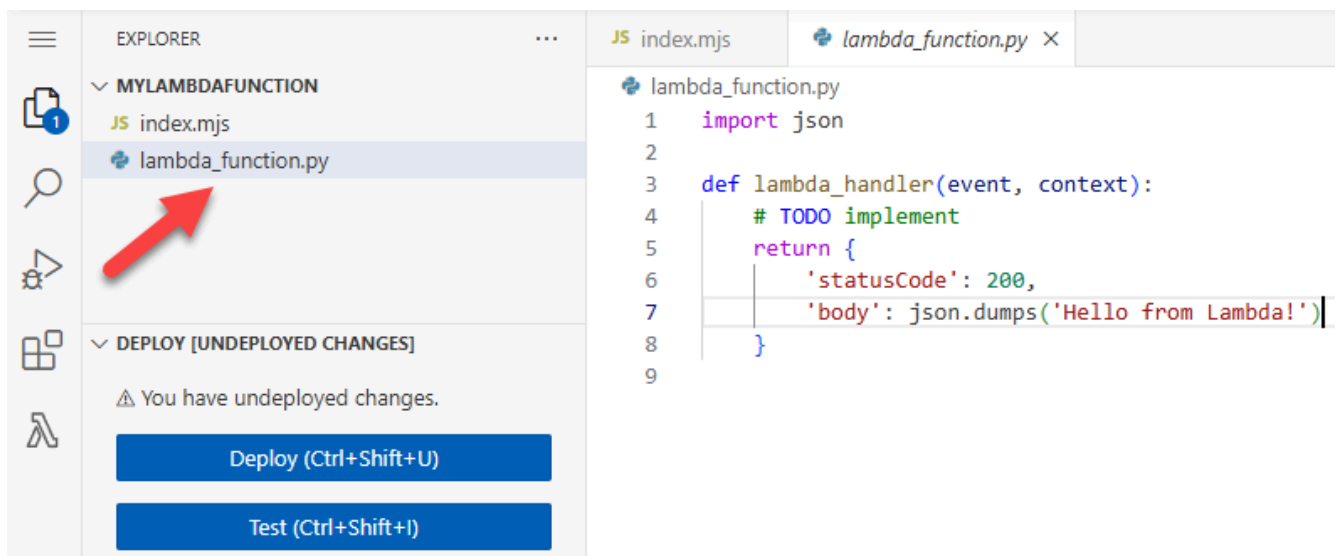 EXPLORER
...
MYLAMBDAFUNCTION
JS index.mjs
lambda_function.py
1
DEPLOY [UNDEPLOYED CHANGES]
⚠ You have undeployed changes.
Deploy (Ctrl+Shift+U)
Test (Ctrl+Shift+I)
JS index.mjs
lambda_function.py ×
lambda_function.py
1 import json
2
3 def lambda_handler(event, context):
4     # TODO implement
5     return {
6         'statusCode': 200,
7         'body': json.dumps('Hello from Lambda!')
8     }
9